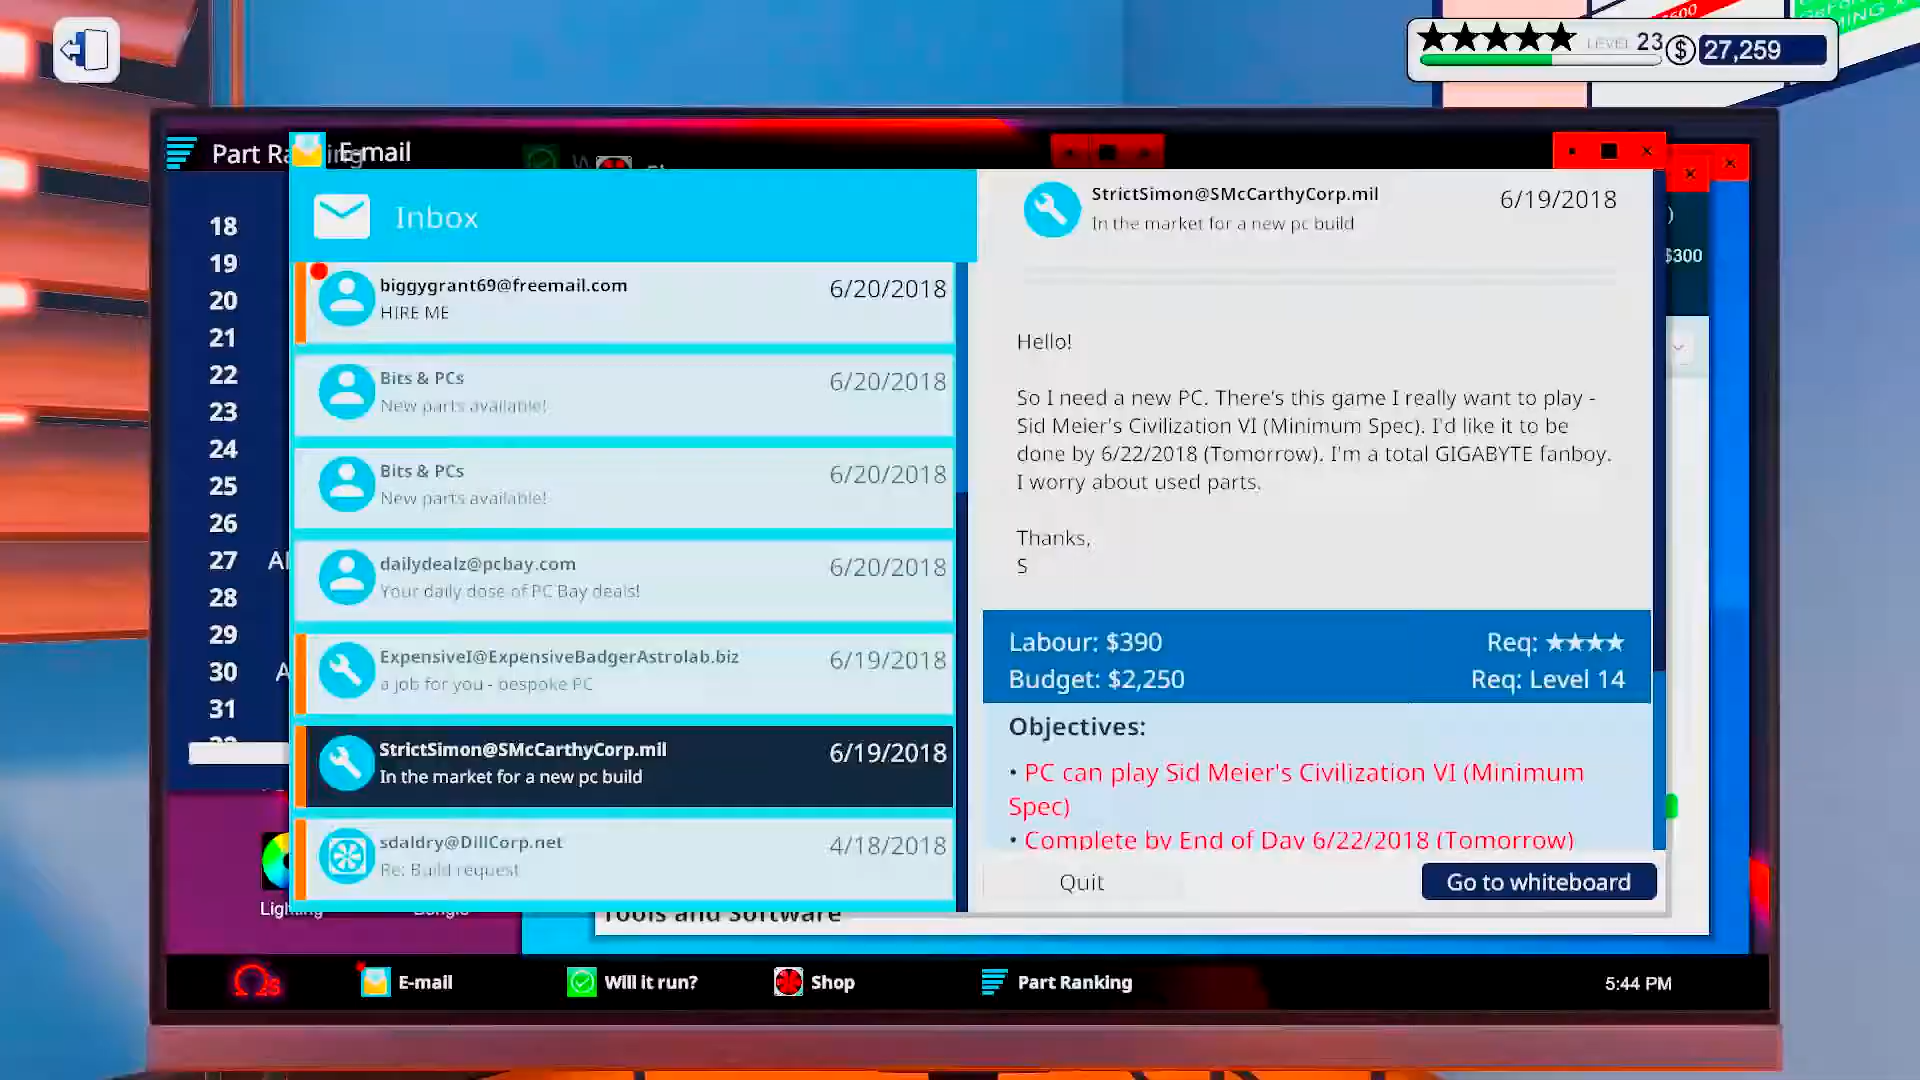 LEVEL 23
$ 27,259
E-mail
Inbox
biggygrant69@freemail.com
6/20/2018
HIRE ME
Bits & PCs
6/20/2018
New parts available!
Bits & PCs
6/20/2018
New parts available!
dailydealz@pcbay.com
6/20/2018
Your daily dose of PC Bay deals!
ExpensiveI@ExpensiveBadgerAstrolab.biz
6/19/2018
a job for you - bespoke PC
StrictSimon@SMcCarthyCorp.mil
6/19/2018
In the market for a new pc build
sdaldry@DillCorp.net
4/18/2018
Re: Build request
StrictSimon@SMcCarthyCorp.mil
6/19/2018
In the market for a new pc build
Hello!
So I need a new PC. There's this game I really want to play -
Sid Meier's Civilization VI (Minimum Spec). I'd like it to be
done by 6/22/2018 (Tomorrow). I'm a total GIGABYTE fanboy.
I worry about used parts.
Thanks,
S
Labour: $390
Req: ★★★★
Budget: $2,250
Req: Level 14
Objectives:
• PC can play Sid Meier's Civilization VI (Minimum
Spec)
• Complete by End of Day 6/22/2018 (Tomorrow)
Quit
Go to whiteboard
18
19
20
21
22
23
24
25
26
27
28
29
30
31
$300
Tools and Software
E-mail
Will it run?
Shop
Part Ranking
5:44 PM